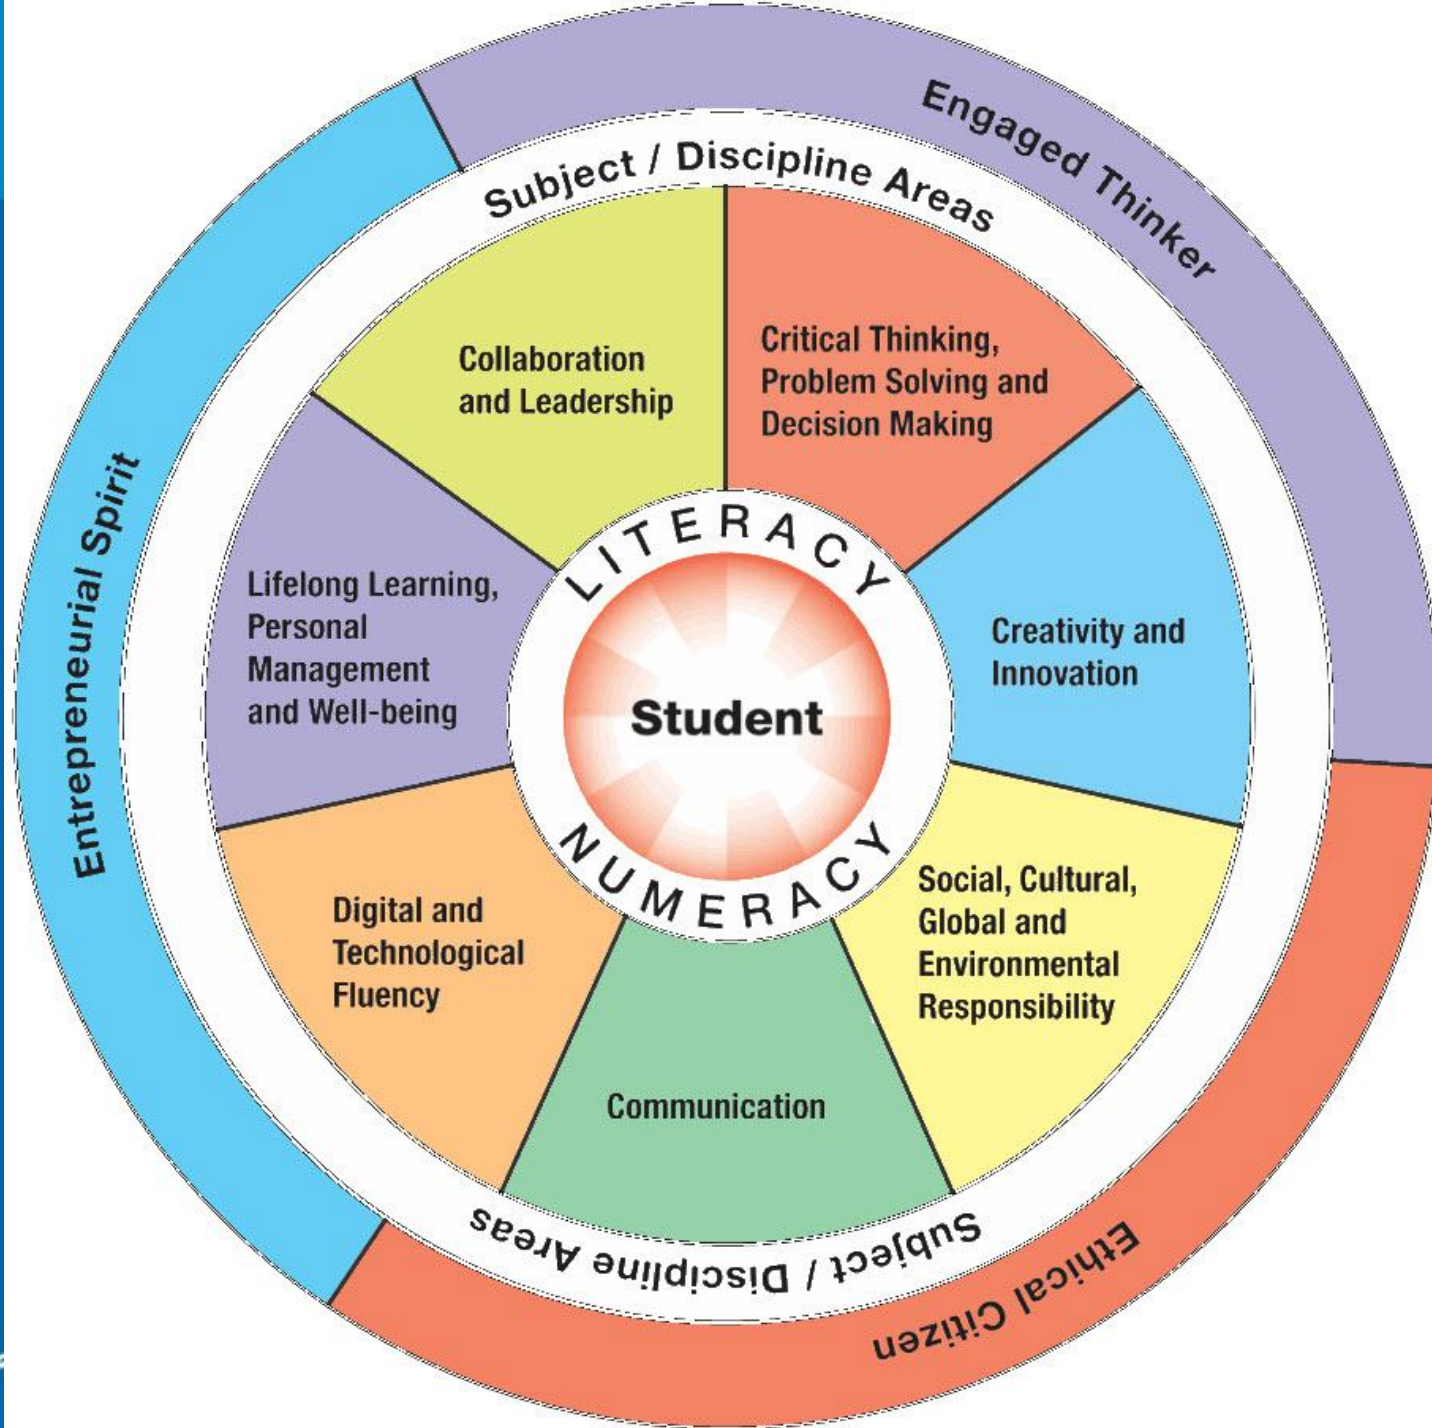 Engaged Thinker
Subject / Discipline Areas
Collaboration
and Leadership
Critical Thinking,
Problem Solving and
Decision Making
Entrepreneurial Spirit
LITERACY
Lifelong Learning,
Personal
Management
and Well-being
Creativity and
Innovation
Student
NUMERACY
Digital and
Technological
Fluency
Social, Cultural,
Global and
Environmental
Responsibility
Communication
Subject / Discipline Areas
Ethical Citizen